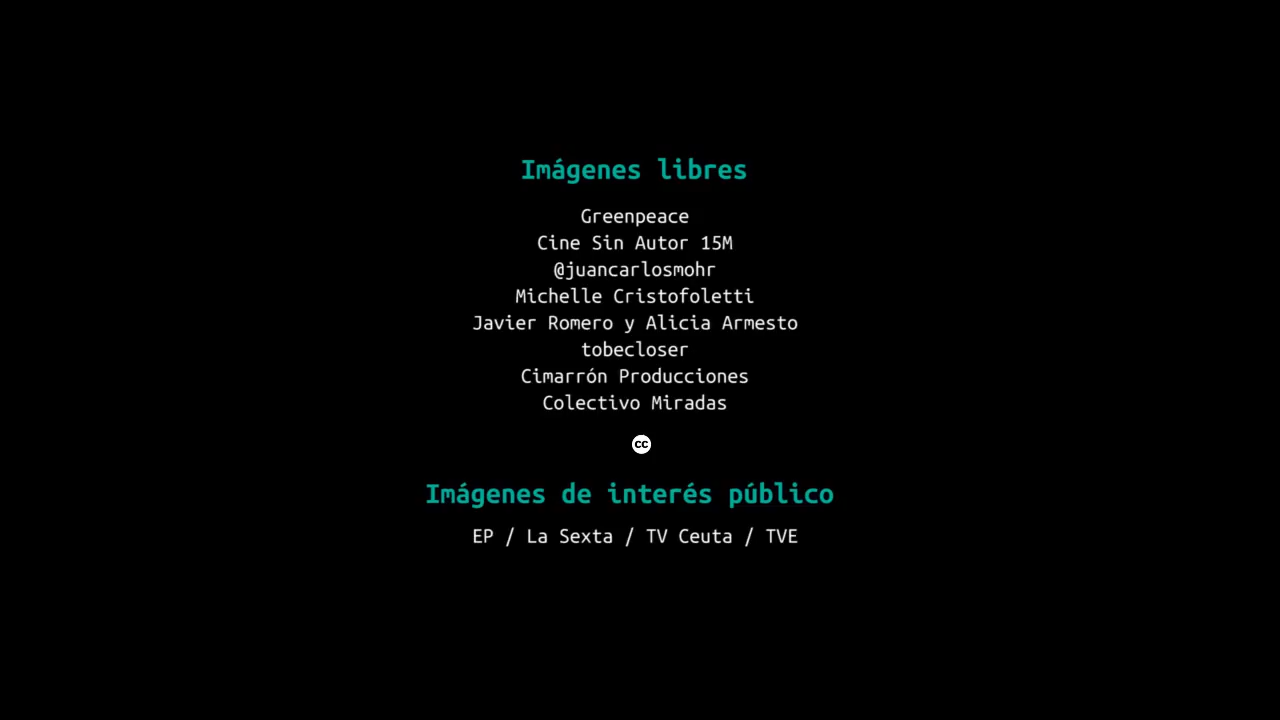 Imágenes libres
Greenpeace
Cine Sin Autor 15M
@juancarlosmohr
Michelle Cristofoletti
Javier Romero y Alicia Armesto
tobecloser
Cimarrón Producciones
Colectivo Miradas
cc
Imágenes de interés público
EP / La Sexta / TV Ceuta / TVE